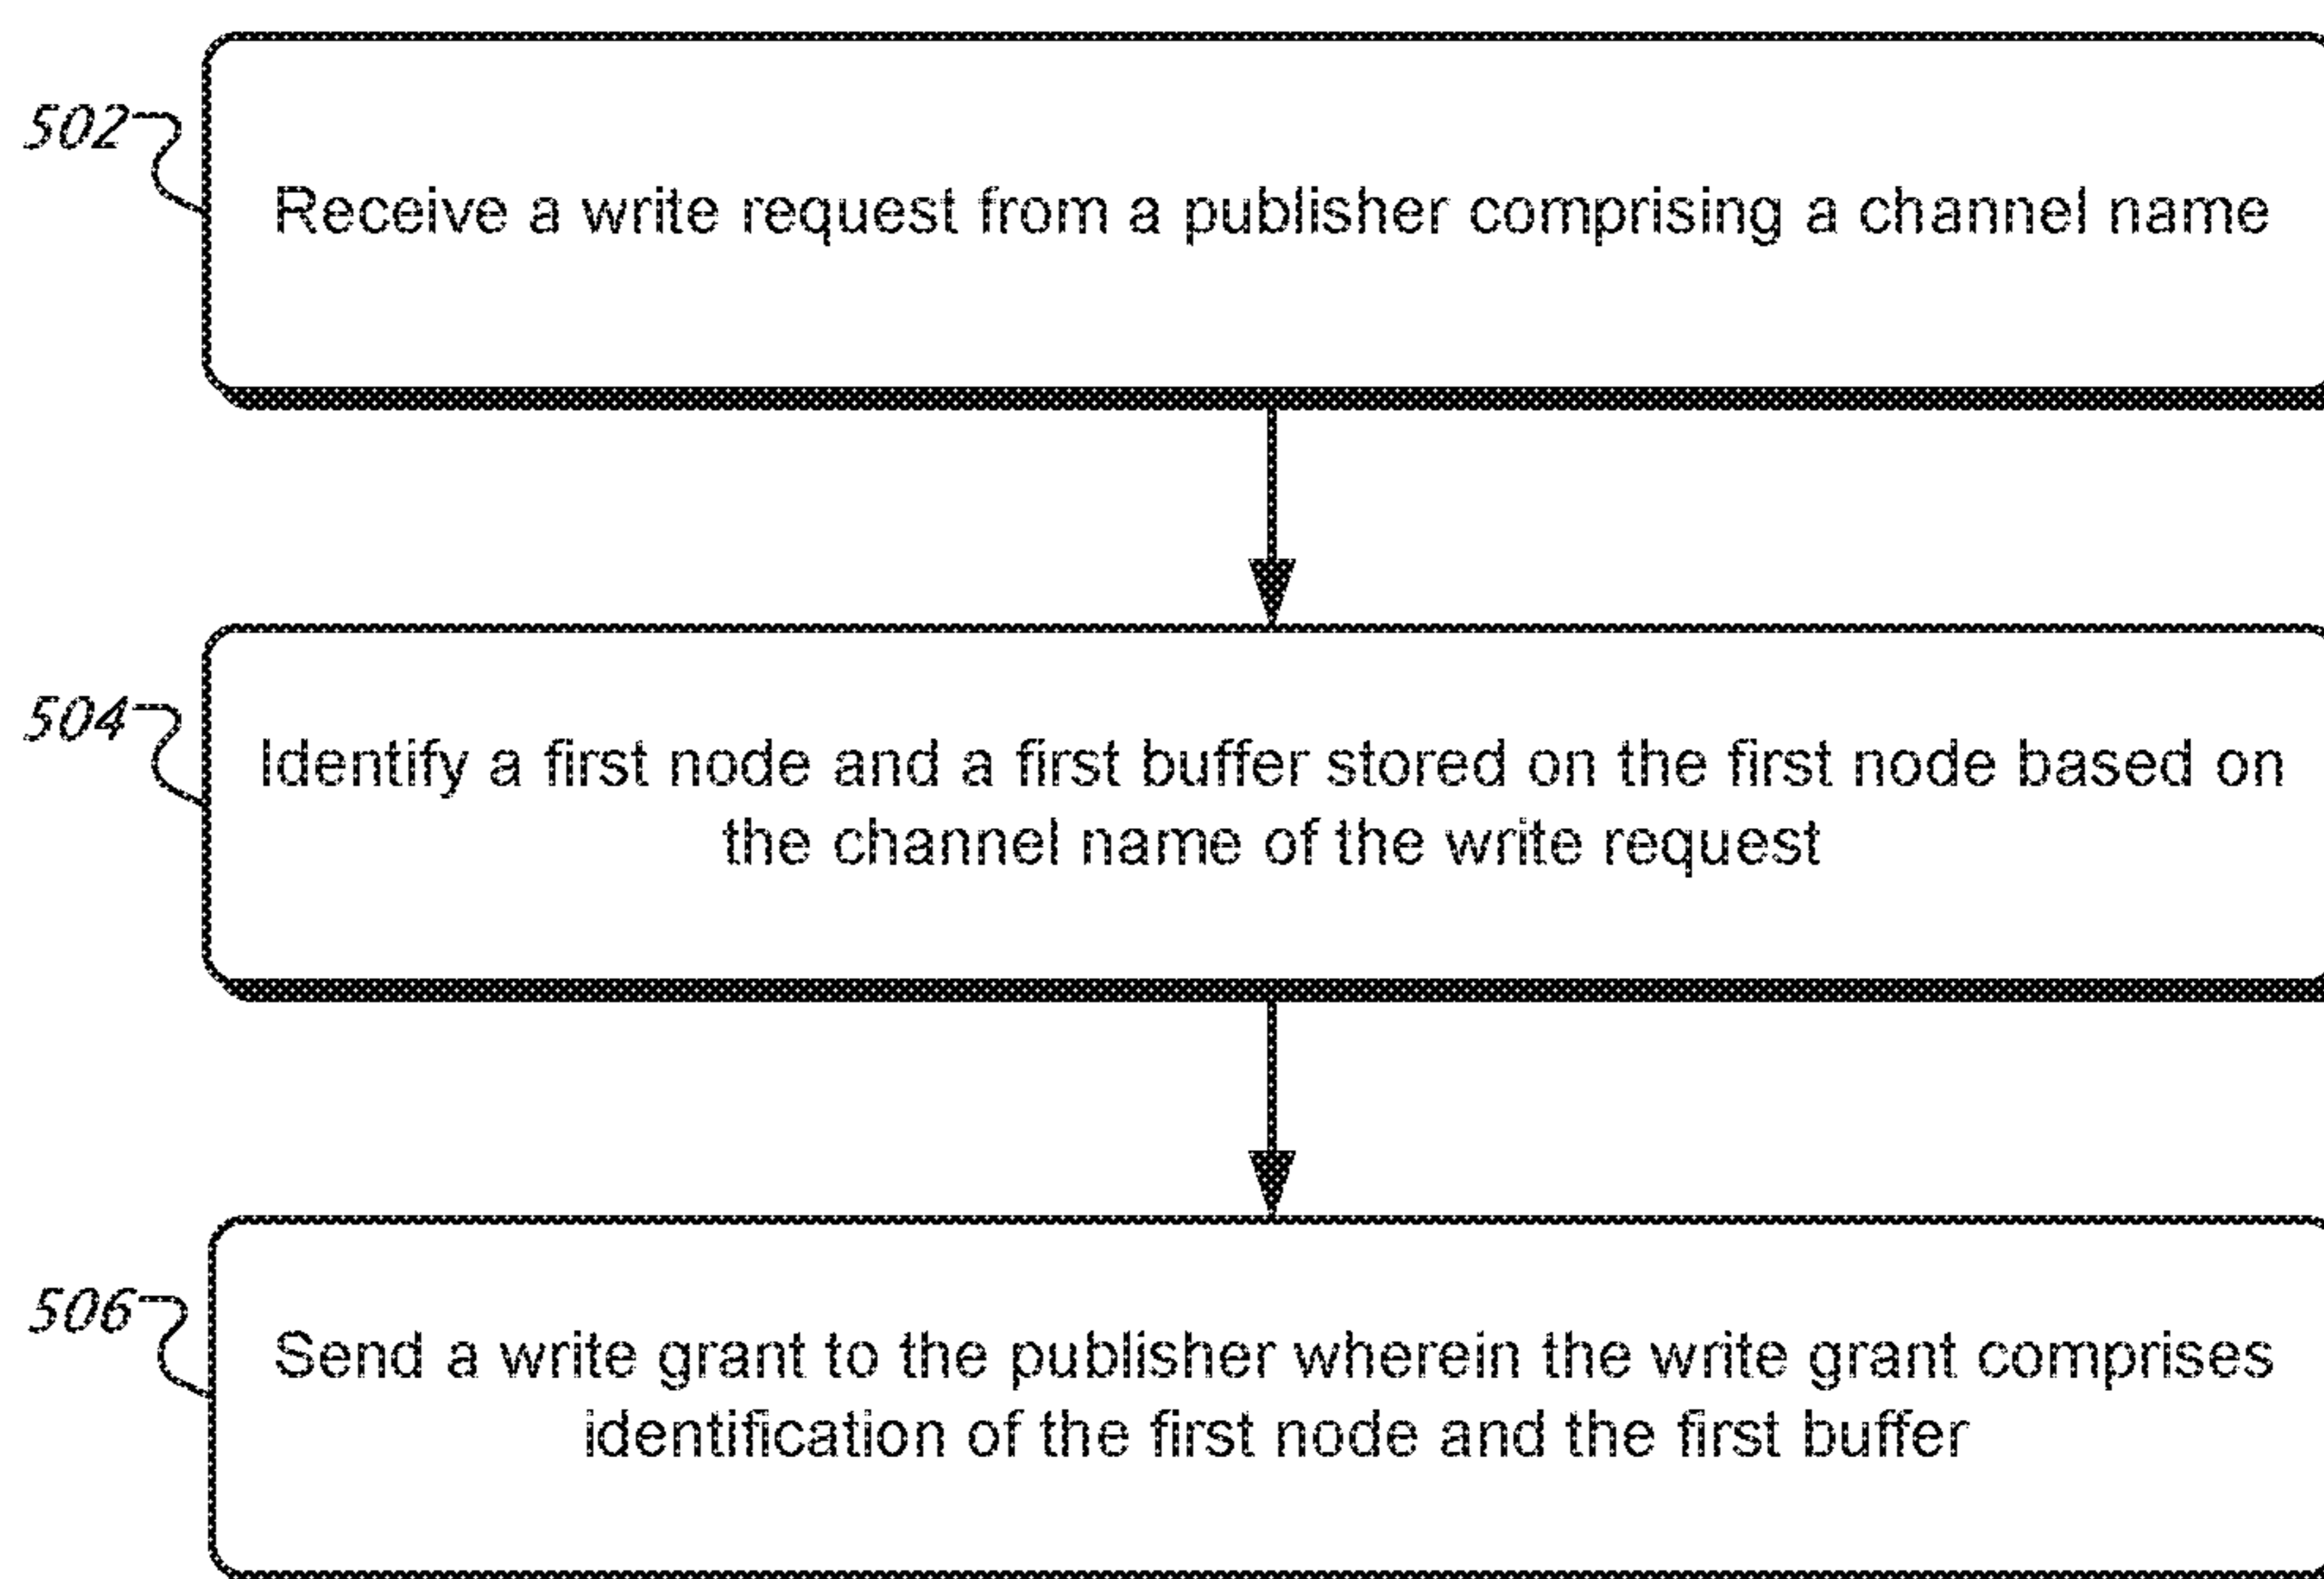 502
Receive a write request from a publisher comprising a channel name
504
Identify a first node and a first buffer stored on the first node based on
the channel name of the write request
506
Send a write grant to the publisher wherein the write grant comprises
identification of the first node and the first buffer